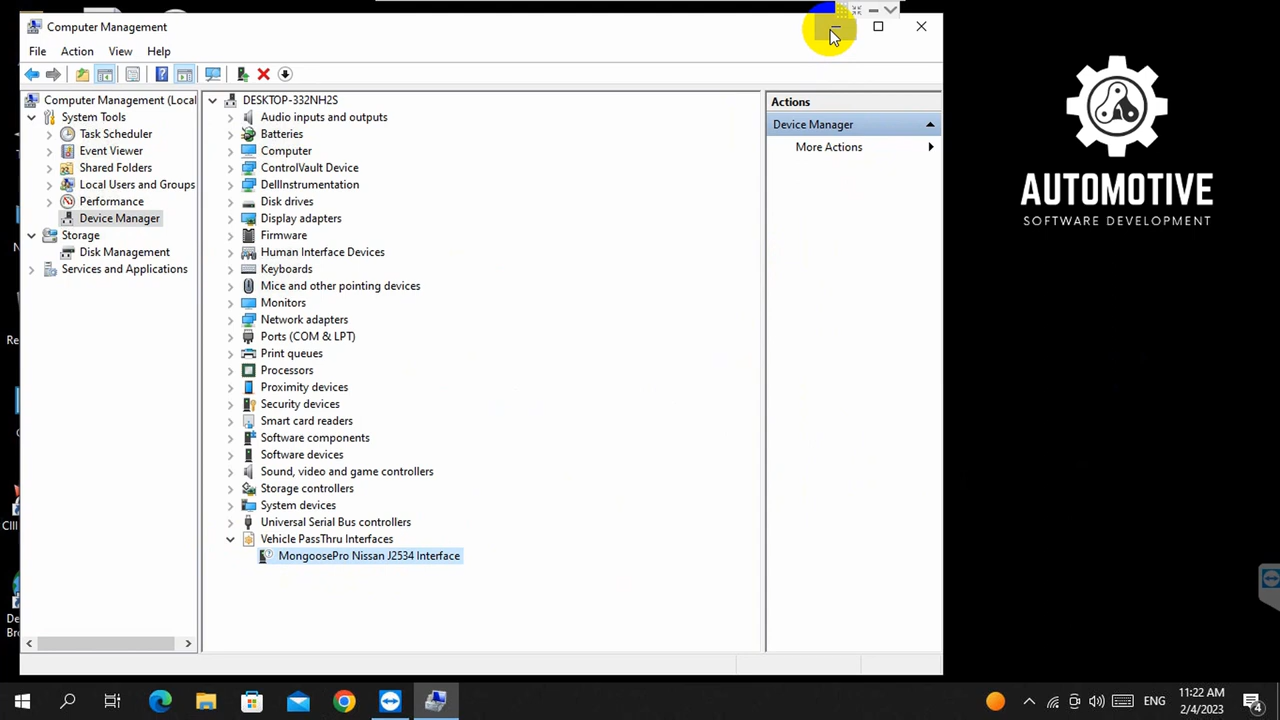 Computer Management
File Action View Help
Computer Management (Local
System Tools
Task Scheduler
Event Viewer
Shared Folders
Local Users and Groups
Performance
Device Manager
Storage
Disk Management
Services and Applications
DESKTOP-332NH2S
Audio inputs and outputs
Batteries
Computer
ControlVault Device
DellInstrumentation
Disk drives
Display adapters
Firmware
Human Interface Devices
Keyboards
Mice and other pointing devices
Monitors
Network adapters
Ports (COM & LPT)
Print queues
Processors
Proximity devices
Security devices
Smart card readers
Software components
Software devices
Sound, video and game controllers
Storage controllers
System devices
Universal Serial Bus controllers
Vehicle PassThru Interfaces
MongoosePro Nissan J2534 Interface
Actions
Device Manager
More Actions
AUTOMOTIVE
SOFTWARE DEVELOPMENT
ENG
11:22 AM
2/4/2023
4